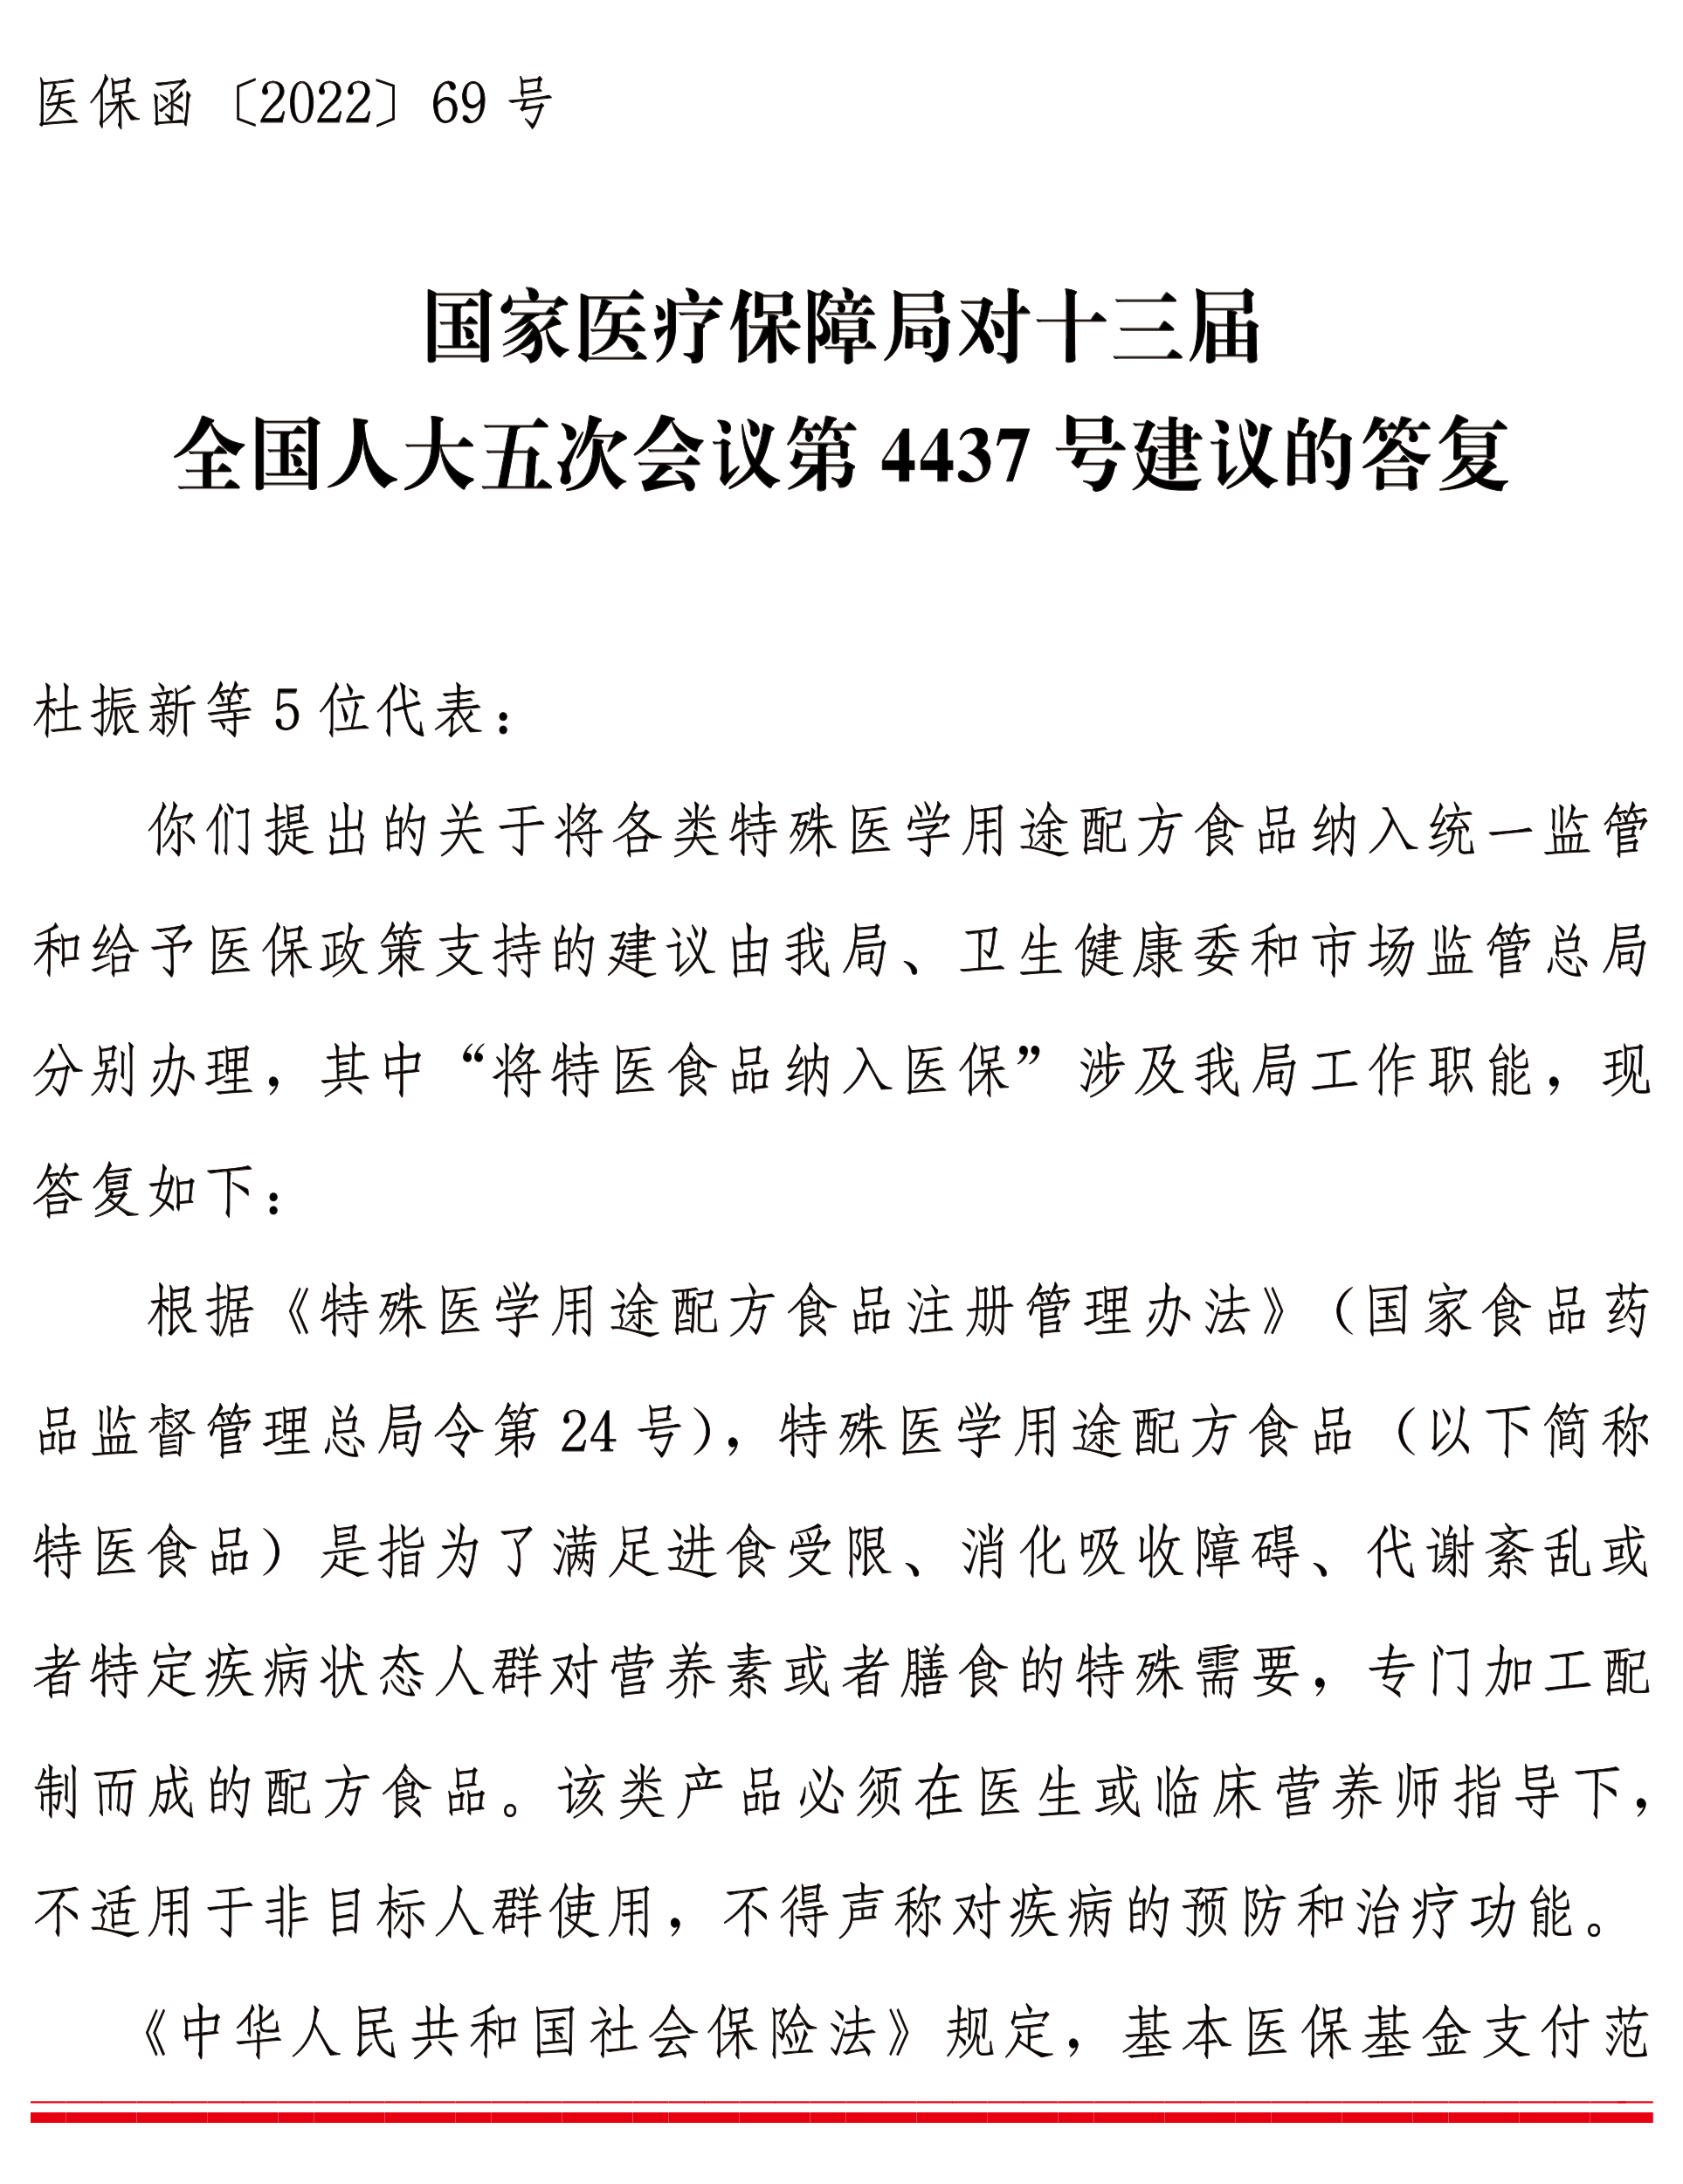 医保函〔2022〕69 号
国家医疗保障局对十三届
全国人大五次会议第 4437 号建议的答复
杜振新等 5 位代表：
你们提出的关于将各类特殊医学用途配方食品纳入统一监管
和给予医保政策支持的建议由我局、卫生健康委和市场监管总局
分别办理，其中“将特医食品纳入医保”涉及我局工作职能，现
答复如下：
根据《特殊医学用途配方食品注册管理办法》（国家食品药
品监督管理总局令第 24 号），特殊医学用途配方食品（以下简称
特医食品）是指为了满足进食受限、消化吸收障碍、代谢紊乱或
者特定疾病状态人群对营养素或者膳食的特殊需要，专门加工配
制而成的配方食品。该类产品必须在医生或临床营养师指导下，
不适用于非目标人群使用，不得声称对疾病的预防和治疗功能。
《中华人民共和国社会保险法》规定，基本医保基金支付范